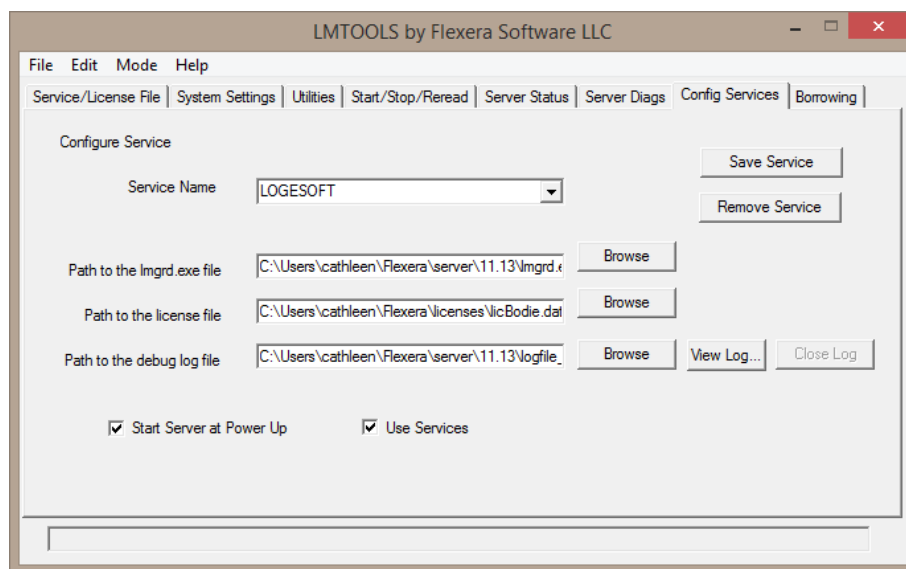 LMTOOLS by Flexera Software LLC
File Edit Mode Help
Service/License File System Settings Utilities Start/Stop/Reread Server Status Server Diags Config Services Borrowing
Configure Service
Save Service
Service Name LOGESOFT
Remove Service
Path to the lmgrd.exe file C:\Users\cathleen\Flexera\server\11.13\lmgrd.e Browse
Path to the license file C:\Users\cathleen\Flexera\licenses\licBodie.dat Browse
Path to the debug log file C:\Users\cathleen\Flexera\server\11.13\logfile_ Browse View Log... Close Log
Start Server at Power Up Use Services